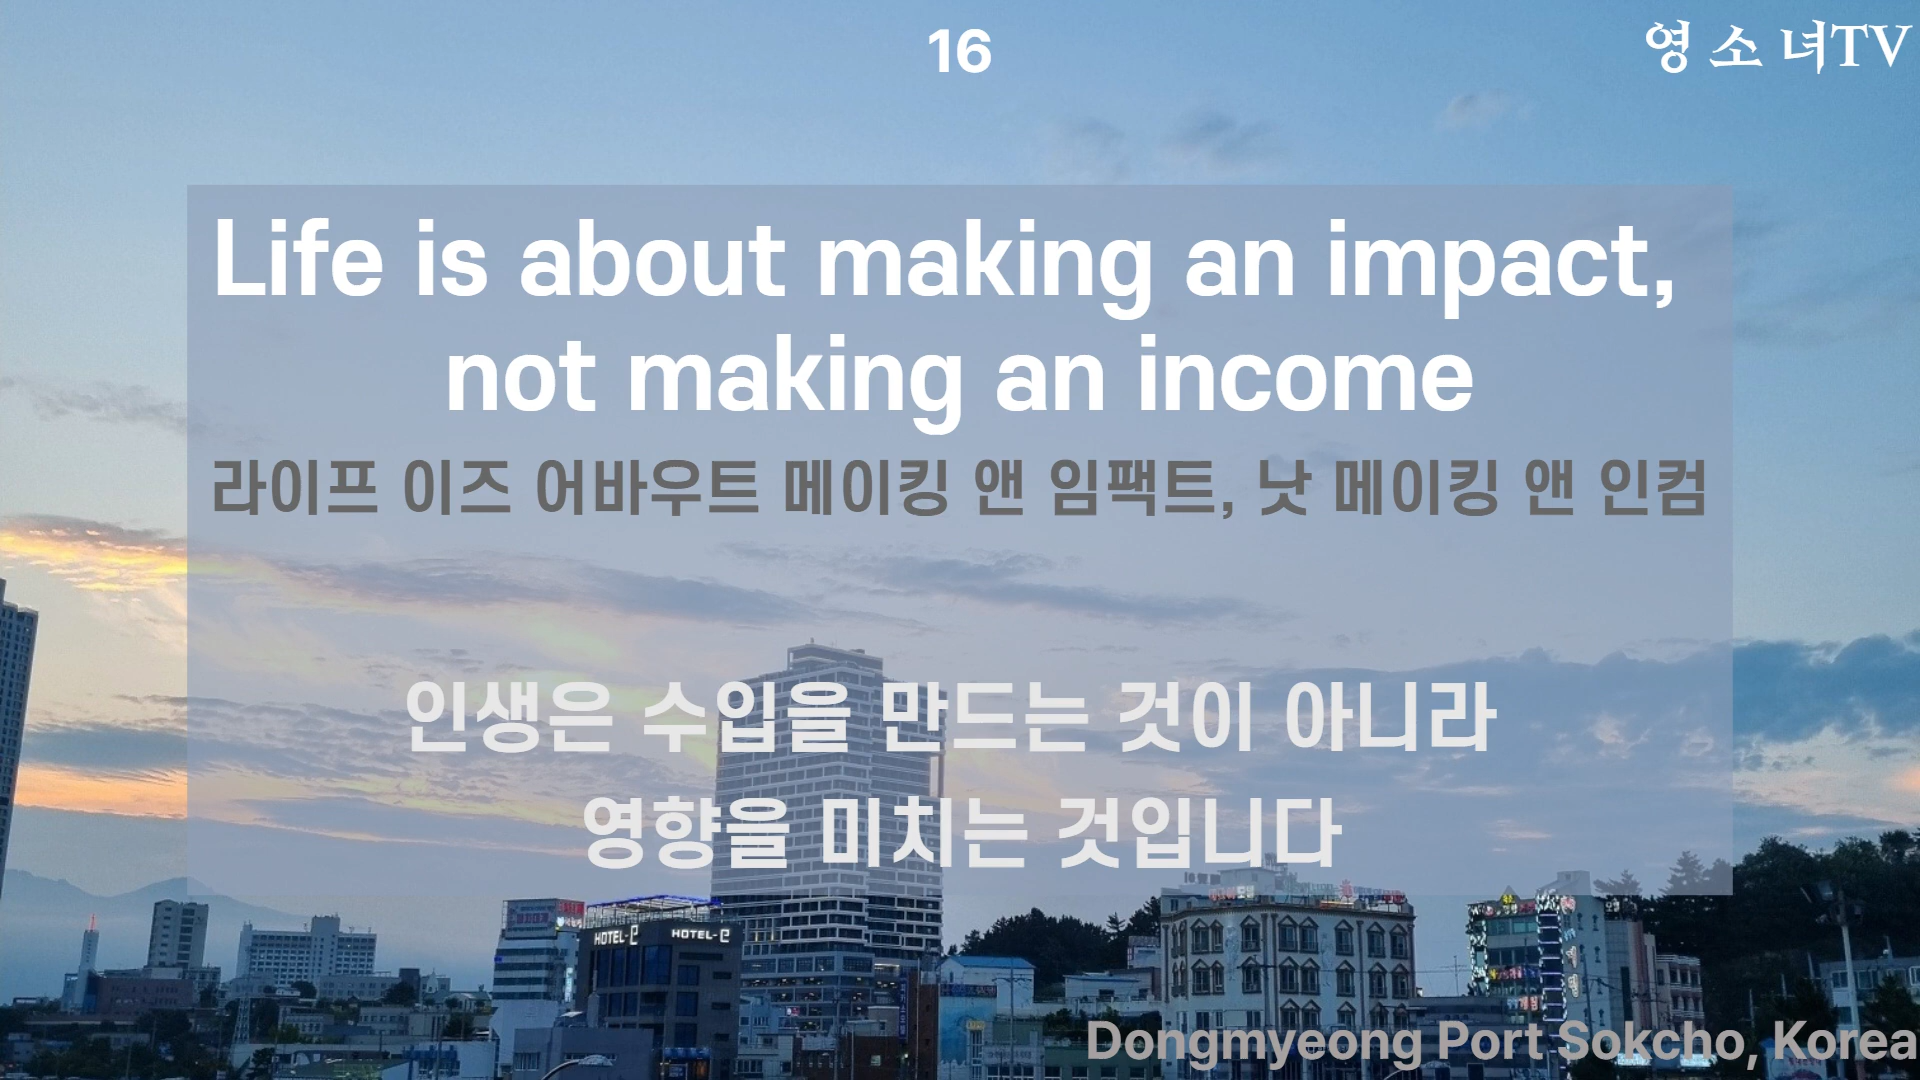 16
영소녀TV
Life is about making an impact,
not making an income
라이프 이즈 어바우트 메이킹 앤 임팩트, 낫 메이킹 앤 인컴
인생은 수입을 만드는 것이 아니라
영향을 미치는 것입니다
HOTEL-e HOTEL-e
Dongmyeong Port Sokcho, Korea